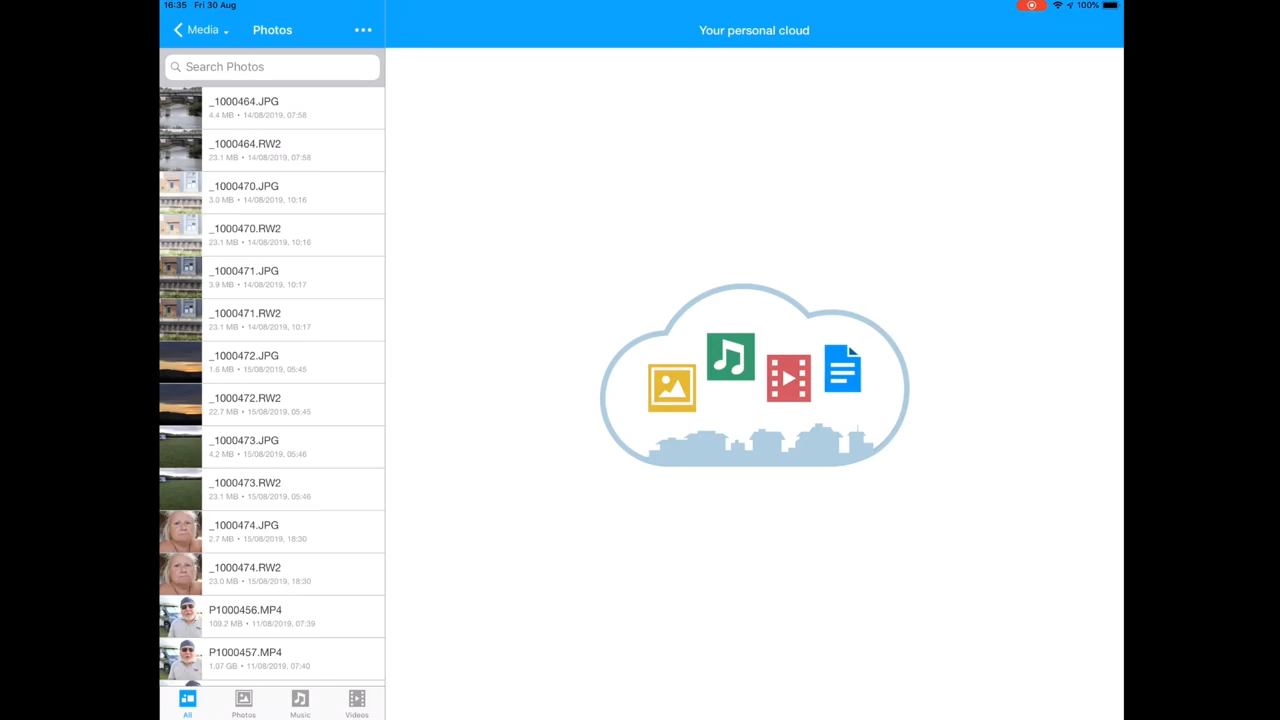 16:35 Fri 30 Aug
100%
Media
Photos
Your personal cloud
Search Photos
_1000464.JPG
4.4 MB • 14/08/2019, 07:58
_1000464.RW2
23.1 MB • 14/08/2019, 07:58
_1000470.JPG
3.0 MB • 14/08/2019, 10:16
_1000470.RW2
23.1 MB • 14/08/2019, 10:16
_1000471.JPG
3.9 MB • 14/08/2019, 10:17
_1000471.RW2
23.1 MB • 14/08/2019, 10:17
_1000472.JPG
1.6 MB • 15/08/2019, 05:45
_1000472.RW2
22.7 MB • 15/08/2019, 05:45
_1000473.JPG
4.2 MB • 15/08/2019, 05:46
_1000473.RW2
23.1 MB • 15/08/2019, 05:46
_1000474.JPG
2.7 MB • 15/08/2019, 18:30
_1000474.RW2
23.0 MB • 15/08/2019, 18:30
P1000456.MP4
109.2 MB • 11/08/2019, 07:39
P1000457.MP4
1.07 GB • 11/08/2019, 07:40
All
Photos
Music
Videos